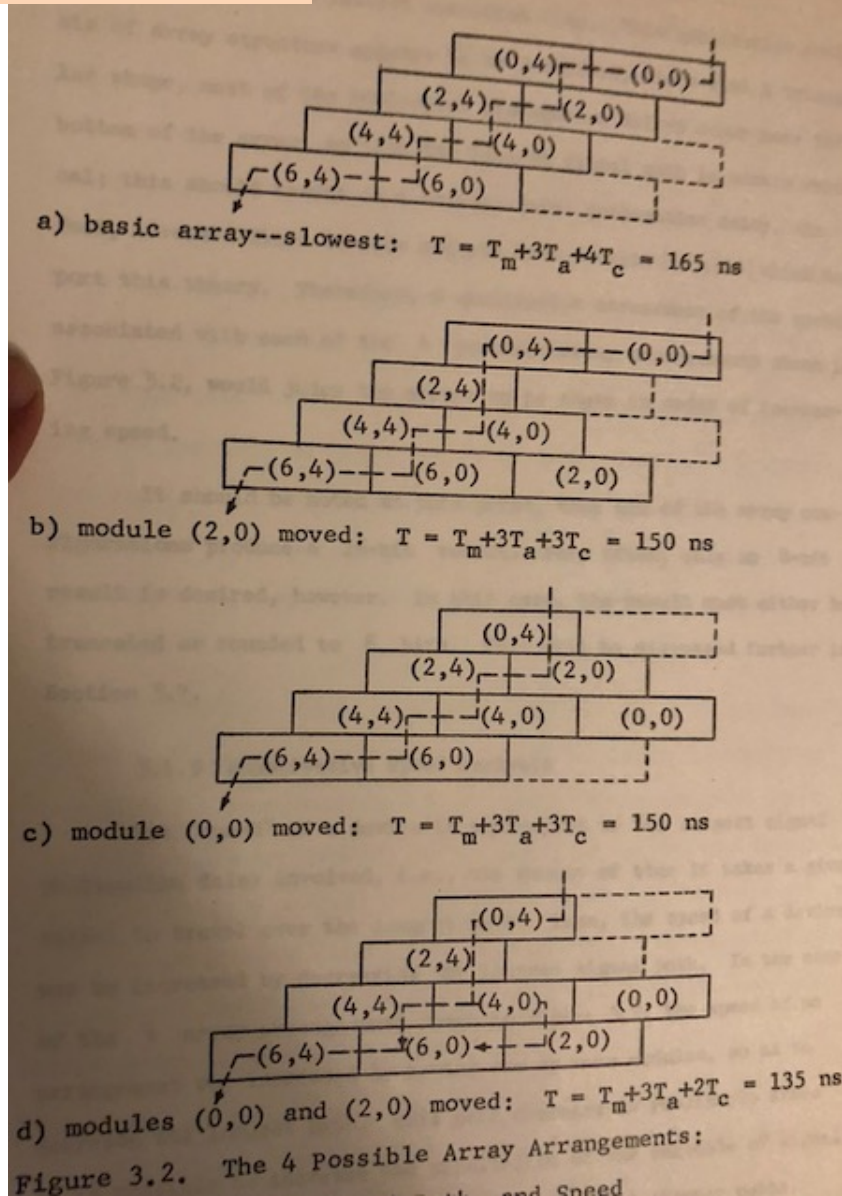 (0,4) (0,0)
(2,4) (2,0)
(4,4) (4,0)
(6,4) (6,0)
a) basic array--slowest: T = Tm+3Ta+4Tc = 165 ns
(0,4) (0,0)
(2,4)
(4,4) (4,0)
(6,4) (6,0) (2,0)
b) module (2,0) moved: T = Tm+3Ta+3Tc = 150 ns
(0,4)
(2,4) (2,0)
(4,4) (4,0) (0,0)
(6,4) (6,0)
c) module (0,0) moved: T = Tm+3Ta+3Tc = 150 ns
(0,4)
(2,4)
(4,4) (4,0) (0,0)
(6,4) (6,0) (2,0)
d) modules (0,0) and (2,0) moved: T = Tm+3Ta+2Tc = 135 ns
Figure 3.2. The 4 Possible Array Arrangements:
and Speed